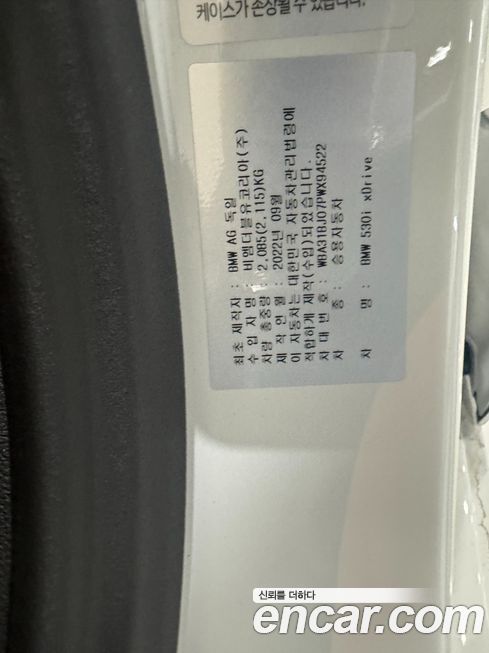 케이스가 손상될 수 있습니다.
최초 제작자 : BMW AG 독일
수 입 자 명 : 비엠더블유코리아(주)
차량 총중량 : 2,085(2,115)KG
제 작 연 월 : 2022년 09월
이 자동차는 대한민국 자동차관리법령에
적합하게 제작(수입)되었습니다.
차 대 번 호 : WBA31BJ07PWX94522
차 종 : 승용자동차
차 명 : BMW 530i xDrive
신뢰를 더하다
encar.com